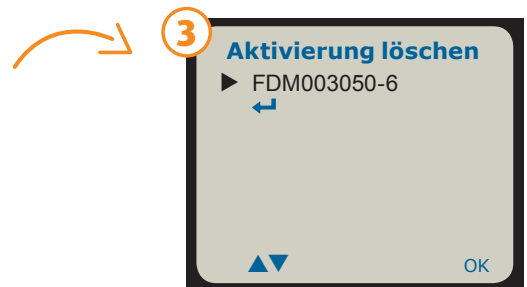 3
Aktivierung löschen
▶ FDM003050-6
↵
▲▼ OK